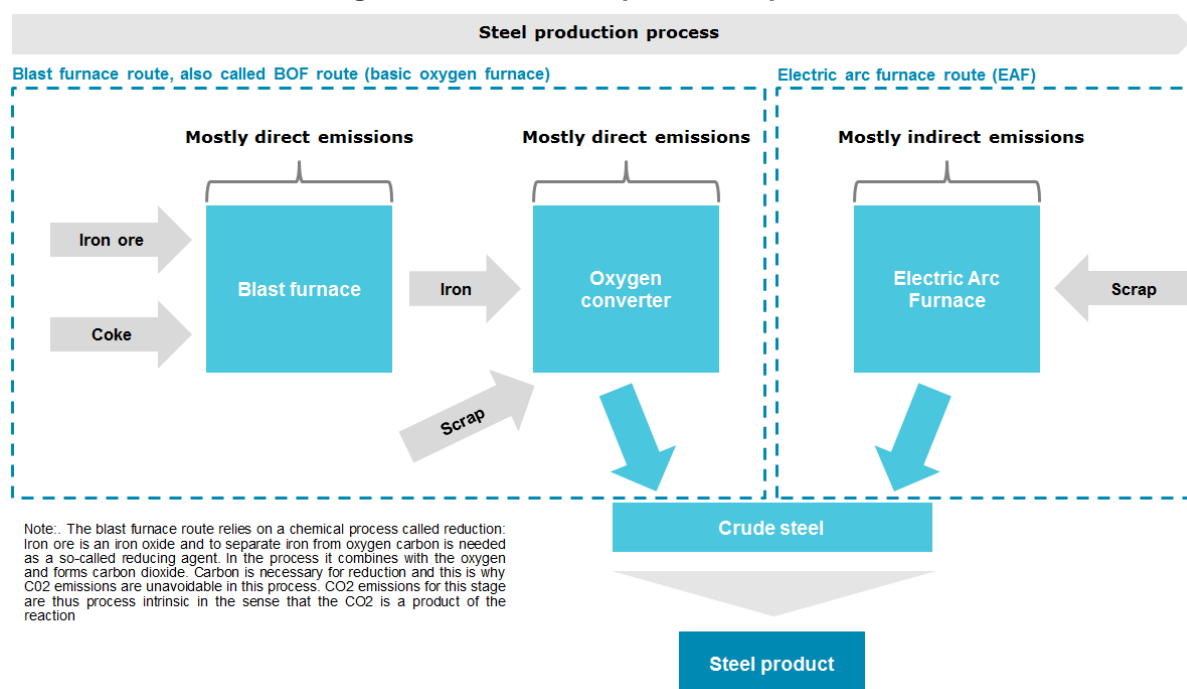 Steel production process
Blast furnace route, also called BOF route (basic oxygen furnace)
Electric arc furnace route (EAF)
Mostly direct emissions
Mostly direct emissions
Mostly indirect emissions
Iron ore
Coke
Blast furnace
Iron
Scrap
Oxygen
converter
Electric Arc
Furnace
Scrap
Crude steel
Note:. The blast furnace route relies on a chemical process called reduction:
Iron ore is an iron oxide and to separate iron from oxygen carbon is needed
as a so-called reducing agent. In the process it combines with the oxygen
and forms carbon dioxide. Carbon is necessary for reduction and this is why
C02 emissions are unavoidable in this process. CO2 emissions for this stage
are thus process intrinsic in the sense that the CO2 is a product of the
reaction
Steel product